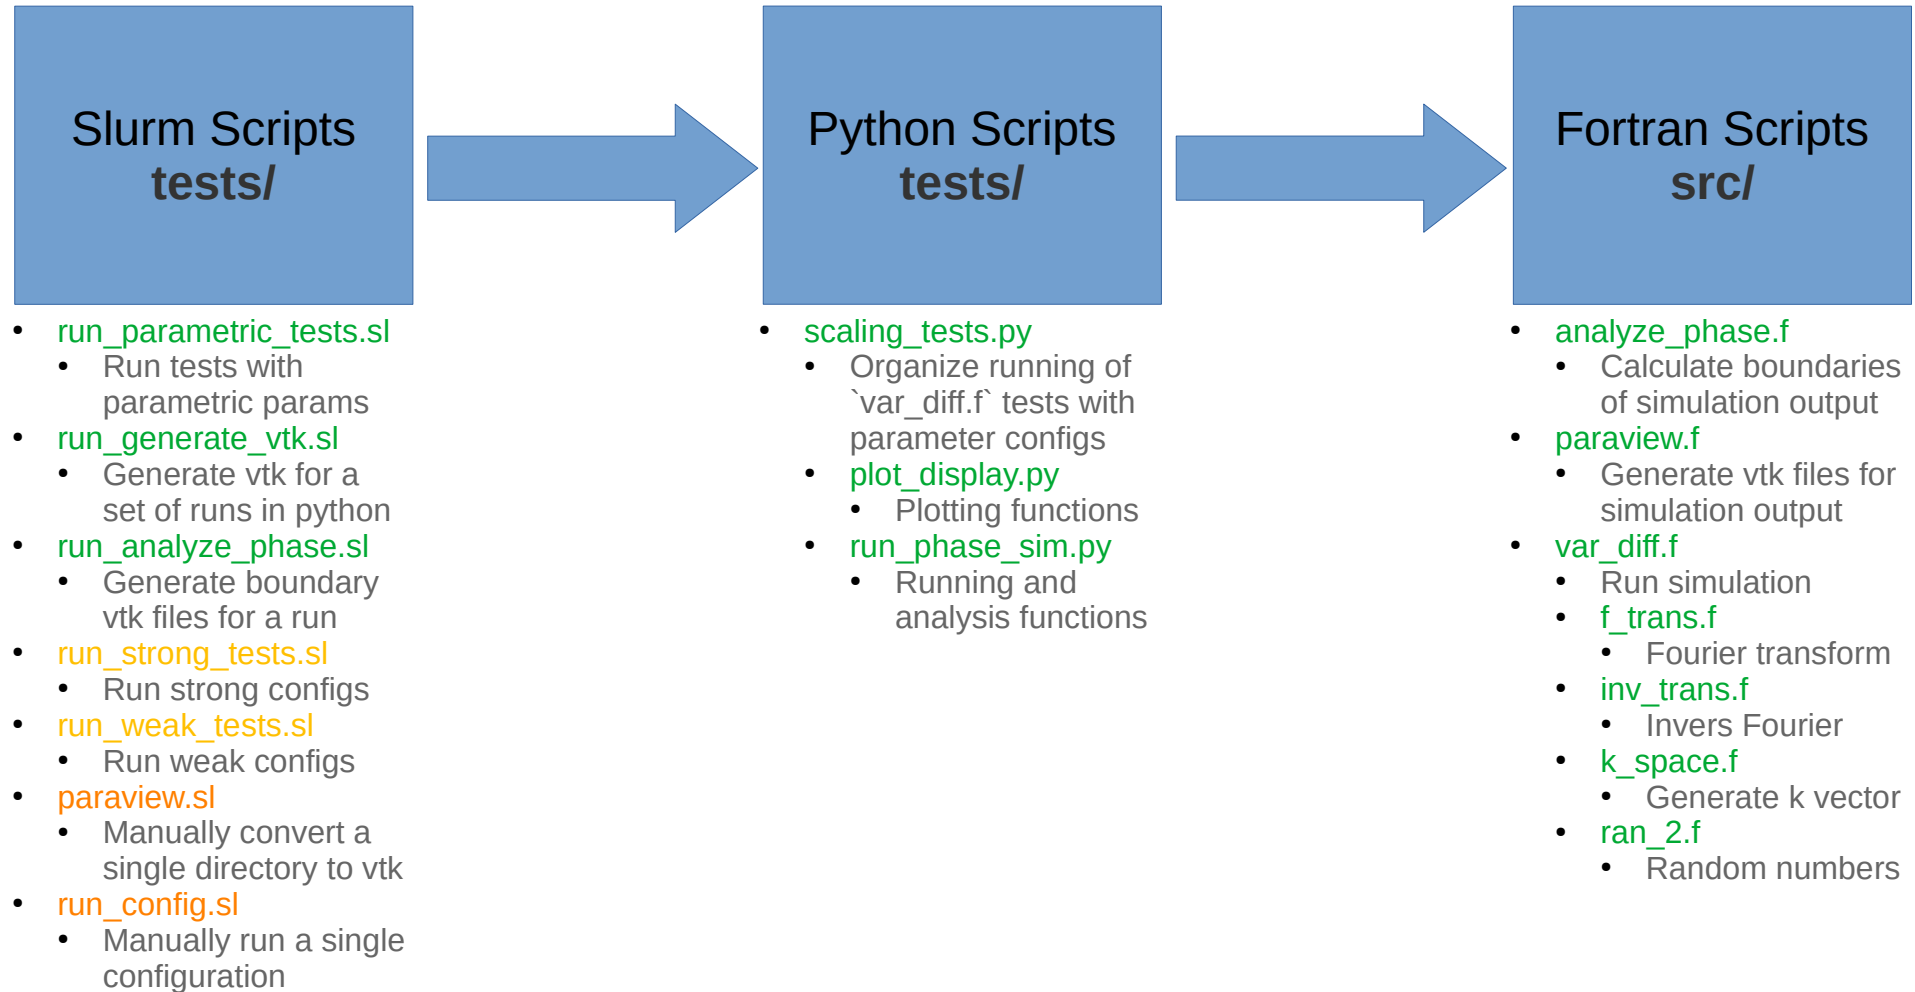 Slurm Scripts
tests/
run_parametric_tests.sl
Run tests with
parametric params
run_generate_vtk.sl
Generate vtk for a
set of runs in python
run_analyze_phase.sl
Generate boundary
vtk files for a run
run_strong_tests.sl
Run strong configs
run_weak_tests.sl
Run weak configs
paraview.sl
Manually convert a
single directory to vtk
run_config.sl
Manually run a single
configuration
Python Scripts
tests/
scaling_tests.py
Organize running of
`var_diff.f` tests with
parameter configs
plot_display.py
Plotting functions
run_phase_sim.py
Running and
analysis functions
Fortran Scripts
src/
analyze_phase.f
Calculate boundaries
of simulation output
paraview.f
Generate vtk files for
simulation output
var_diff.f
Run simulation
f_trans.f
Fourier transform
inv_trans.f
Invers Fourier
k_space.f
Generate k vector
ran_2.f
Random numbers